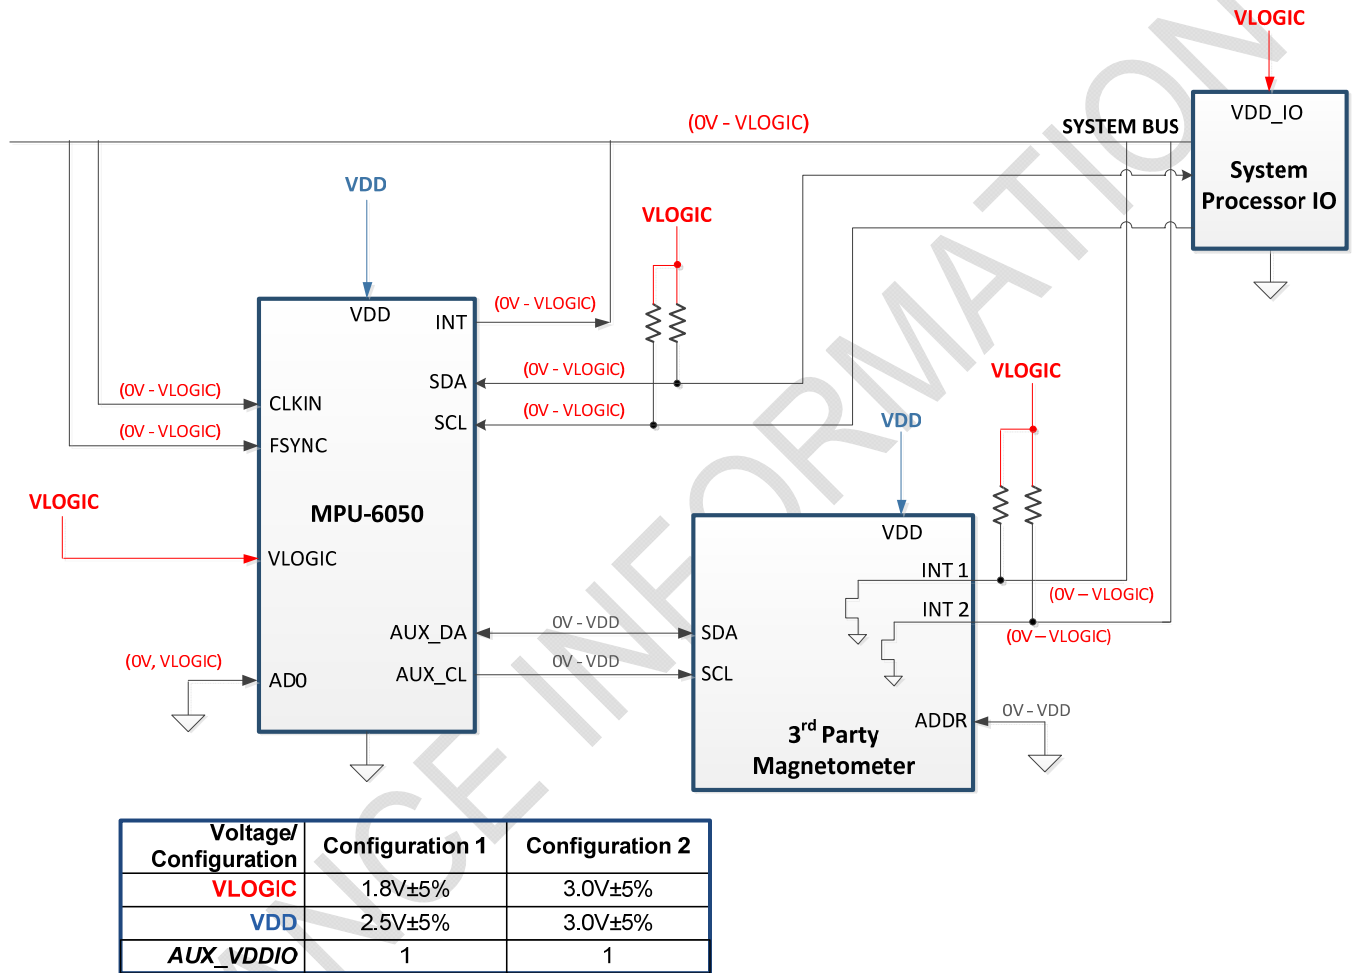 VLOGIC
(0V - VLOGIC)
SYSTEM BUS
VDD_IO
System
Processor IO
VDD
VLOGIC
VDD
INT
(0V - VLOGIC)
SDA
(0V - VLOGIC)
SCL
(0V - VLOGIC)
(0V - VLOGIC)
CLKIN
(0V - VLOGIC)
FSYNC
MPU-6050
VLOGIC
VLOGIC
AUX_DA
0V - VDD
AUX_CL
0V - VDD
(0V, VLOGIC)
AD0
VLOGIC
VDD
VDD
INT 1
(0V – VLOGIC)
INT 2
(0V – VLOGIC)
SDA
SCL
ADDR
0V - VDD
3rd Party
Magnetometer
Voltage/
Configuration
Configuration 1
Configuration 2
VLOGIC
1.8V±5%
3.0V±5%
VDD
2.5V±5%
3.0V±5%
AUX_VDDIO
1
1
NCE INFORMATION